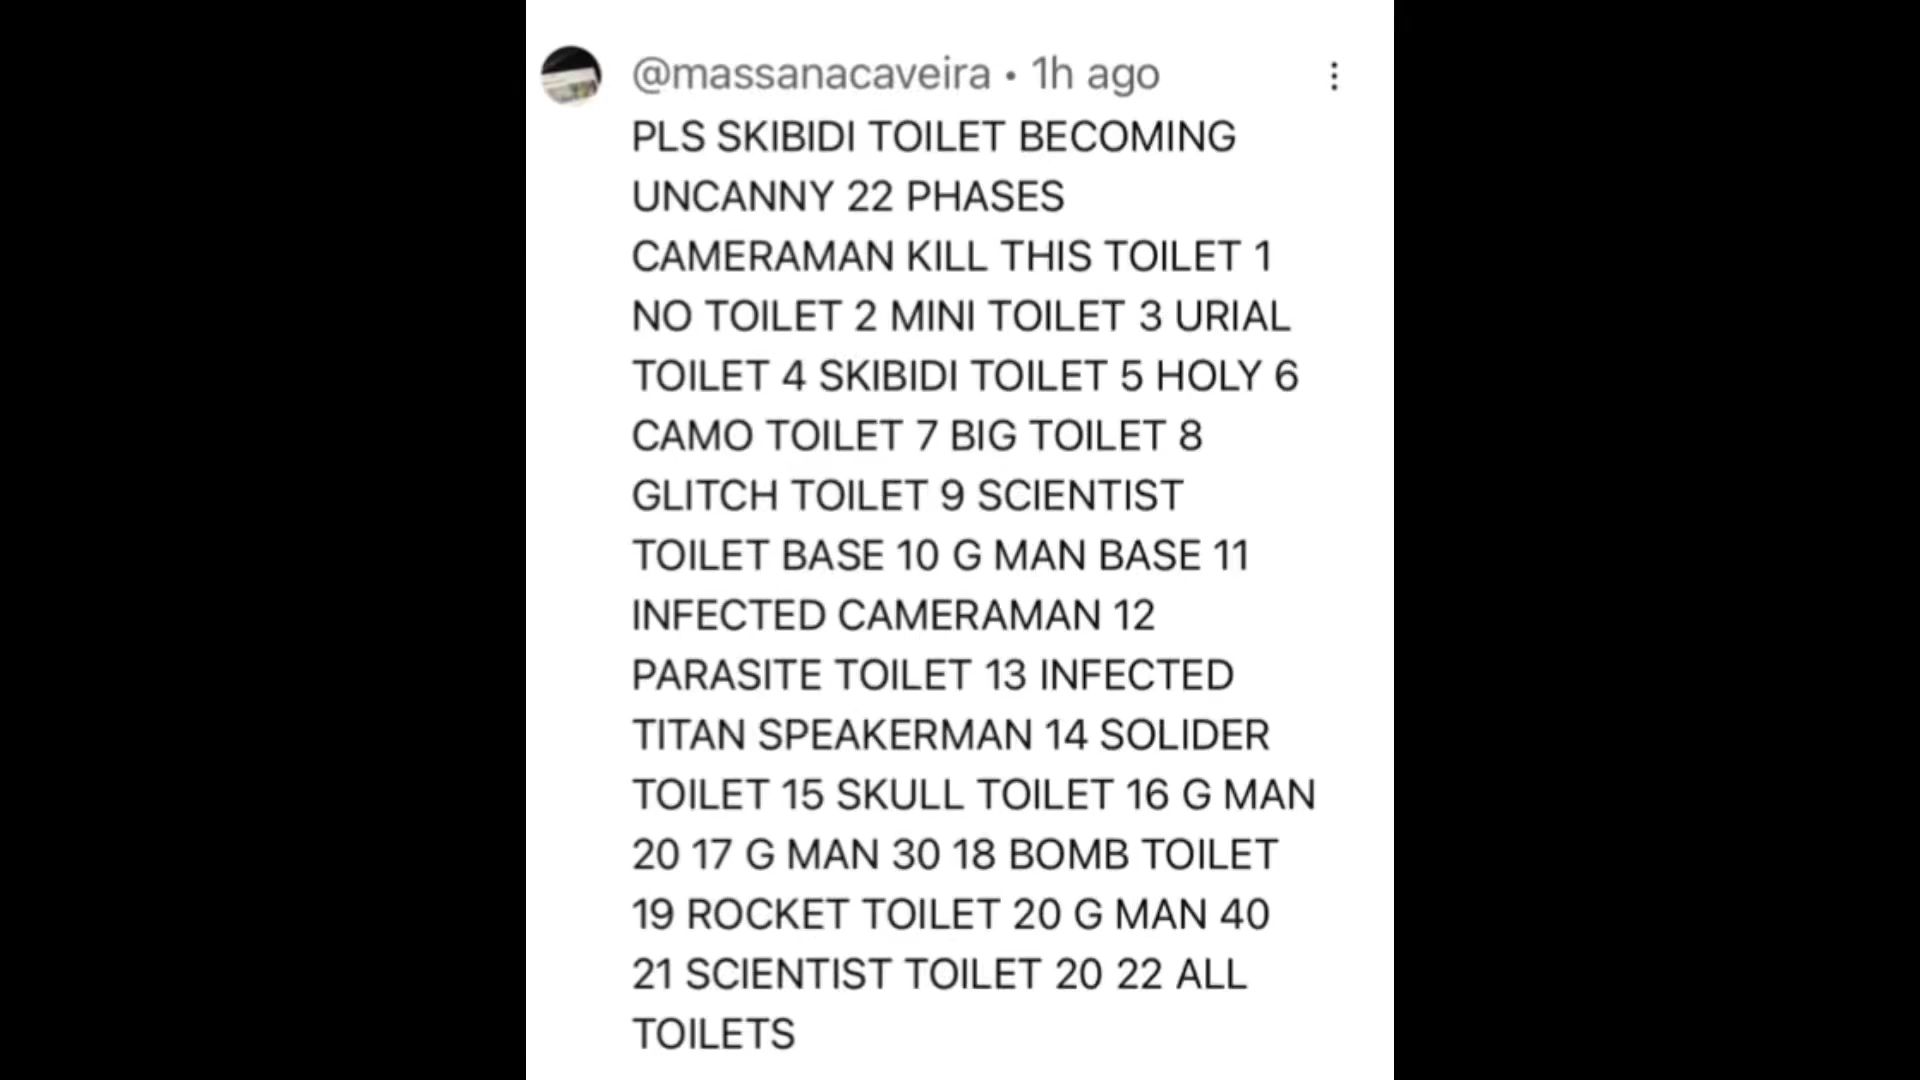 @massanacaveira • 1h ago
PLS SKIBIDI TOILET BECOMING
UNCANNY 22 PHASES
CAMERAMAN KILL THIS TOILET 1
NO TOILET 2 MINI TOILET 3 URIAL
TOILET 4 SKIBIDI TOILET 5 HOLY 6
CAMO TOILET 7 BIG TOILET 8
GLITCH TOILET 9 SCIENTIST
TOILET BASE 10 G MAN BASE 11
INFECTED CAMERAMAN 12
PARASITE TOILET 13 INFECTED
TITAN SPEAKERMAN 14 SOLIDER
TOILET 15 SKULL TOILET 16 G MAN
20 17 G MAN 30 18 BOMB TOILET
19 ROCKET TOILET 20 G MAN 40
21 SCIENTIST TOILET 20 22 ALL
TOILETS